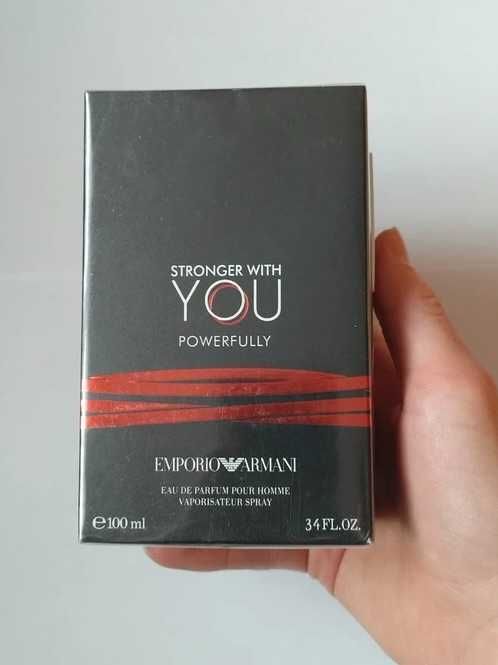 STRONGER WITH
YOU
POWERFULLY
EMPORIO ARMANI
EAU DE PARFUM POUR HOMME
VAPORISATEUR SPRAY
℮100 ml 3.4 FL.OZ.